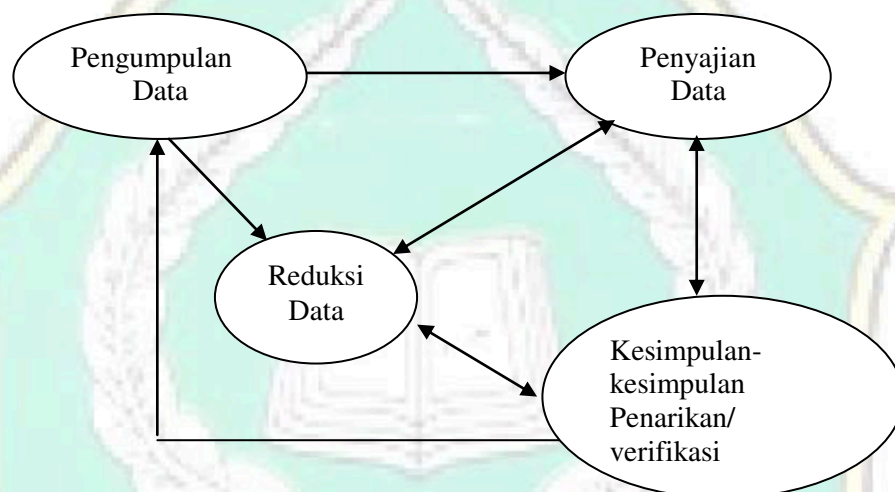 Pengumpulan
Data
Penyajian
Data
Reduksi
Data
Kesimpulan-
kesimpulan
Penarikan/
verifikasi